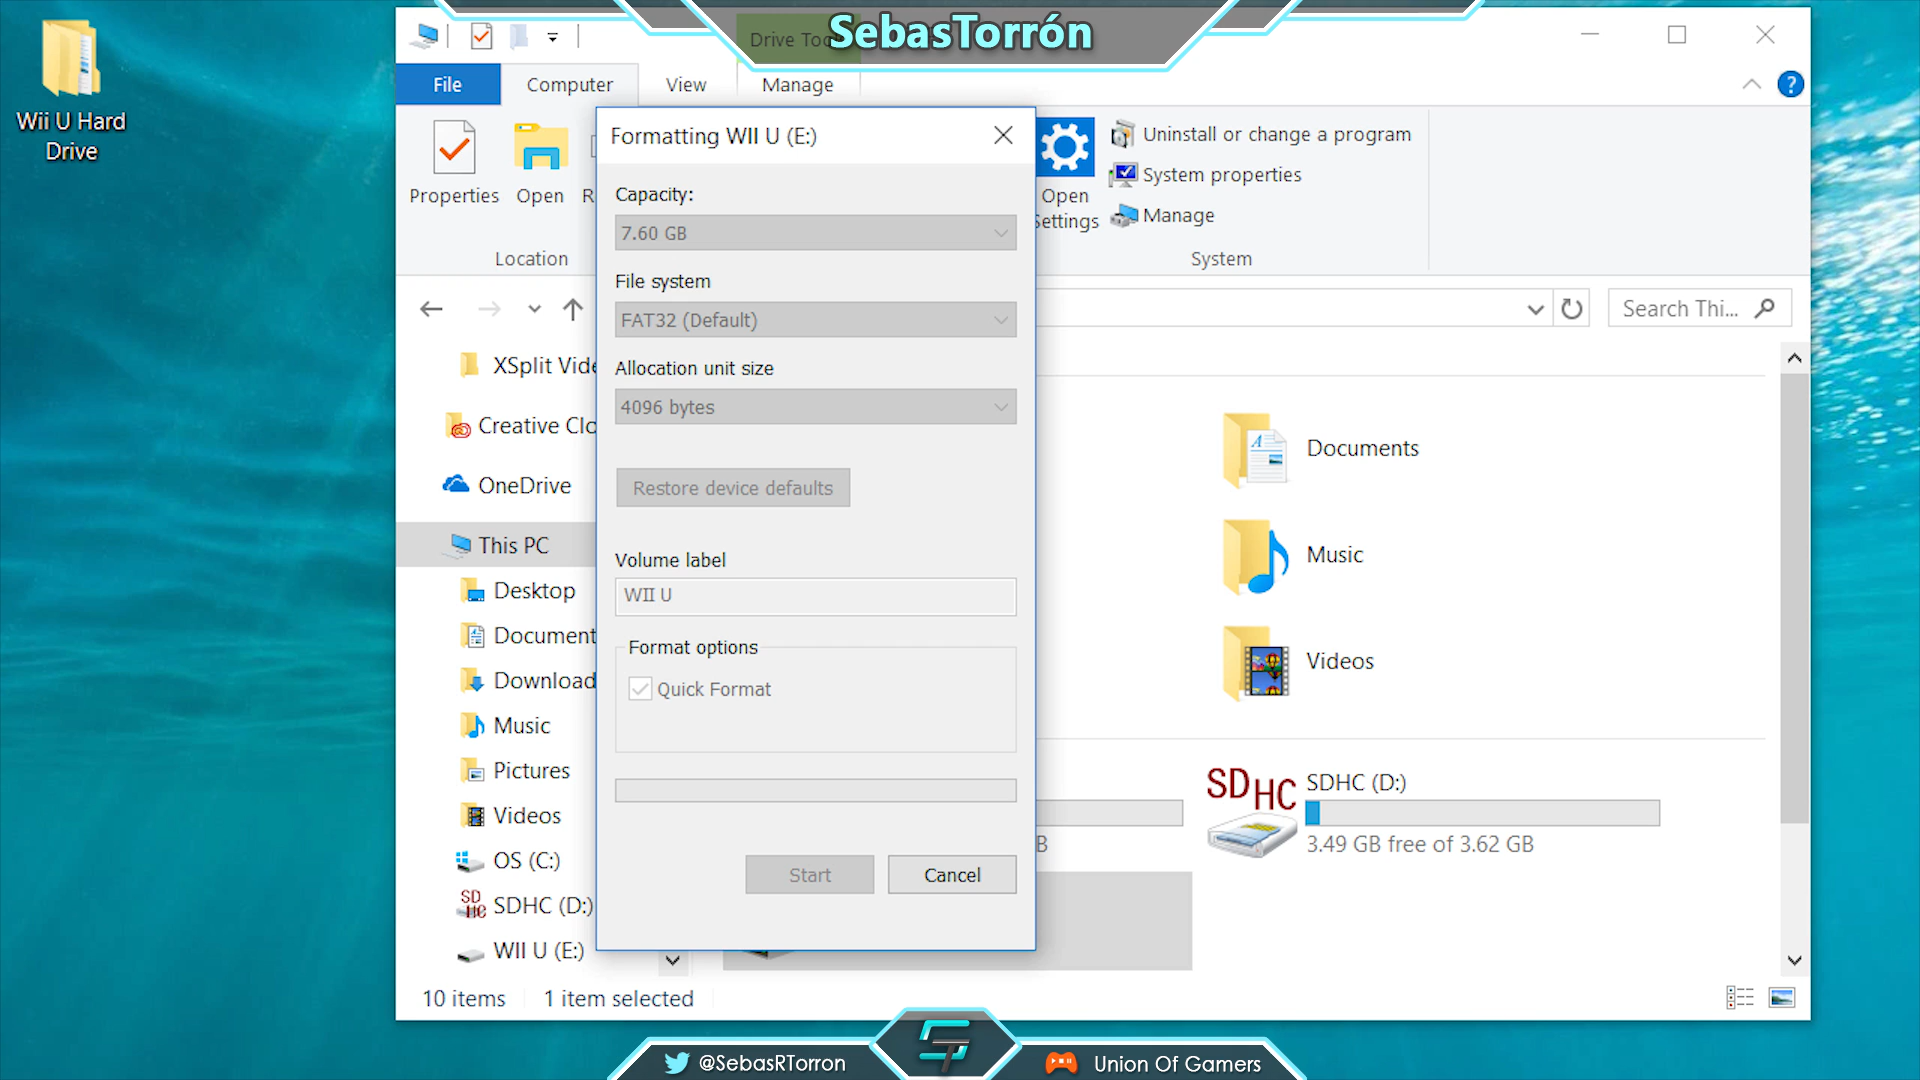 SebasTorrón
Wii U Hard
Drive
File
Computer
View
Manage
Properties
Open
Location
Open
Settings
Uninstall or change a program
System properties
Manage
System
Search Thi...
Formatting WII U (E:)
Capacity:
7.60 GB
File system
FAT32 (Default)
Allocation unit size
4096 bytes
Restore device defaults
Volume label
WII U
Format options
Quick Format
Start
Cancel
XSplit Vide
Creative Clo
OneDrive
This PC
Desktop
Document
Download
Music
Pictures
Videos
OS (C:)
SDHC (D:)
WII U (E:)
Documents
Music
Videos
SDHC
SDHC (D:)
3.49 GB free of 3.62 GB
10 items
1 item selected
@SebasRTorron
Union Of Gamers